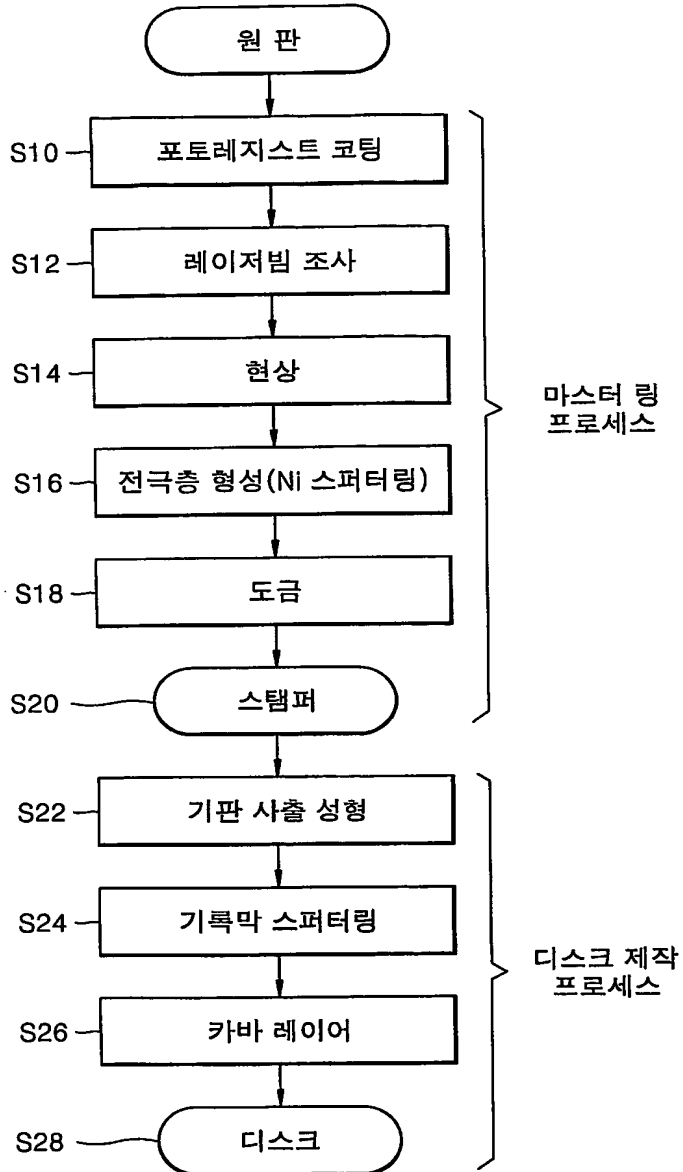 원 판
S10 포토레지스트 코팅
S12 레이저빔 조사
S14 현상
마스터 링
프로세스
S16 전극층 형성(Ni 스퍼터링)
S18 도금
S20 스탬퍼
S22 기판 사출 성형
S24 기록막 스퍼터링
디스크 제작
프로세스
S26 카바 레이어
S28 디스크